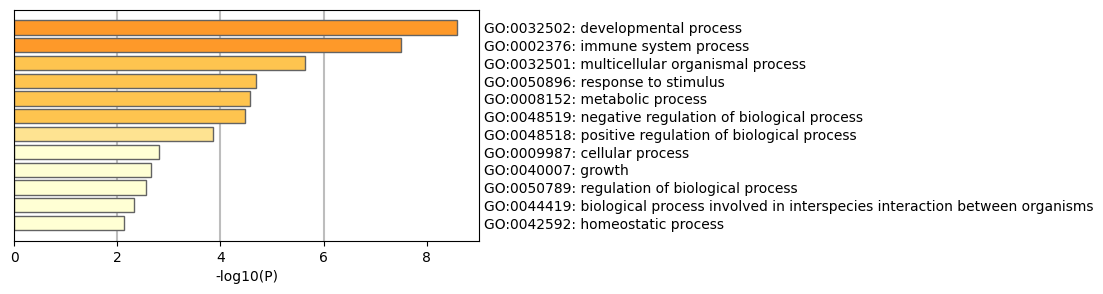 GO:0032502: developmental process
GO:0002376: immune system process
GO:0032501: multicellular organismal process
GO:0050896: response to stimulus
GO:0008152: metabolic process
GO:0048519: negative regulation of biological process
GO:0048518: positive regulation of biological process
GO:0009987: cellular process
GO:0040007: growth
GO:0050789: regulation of biological process
GO:0044419: biological process involved in interspecies interaction between organisms
GO:0042592: homeostatic process
0 2 4 6 8
-log10(P)